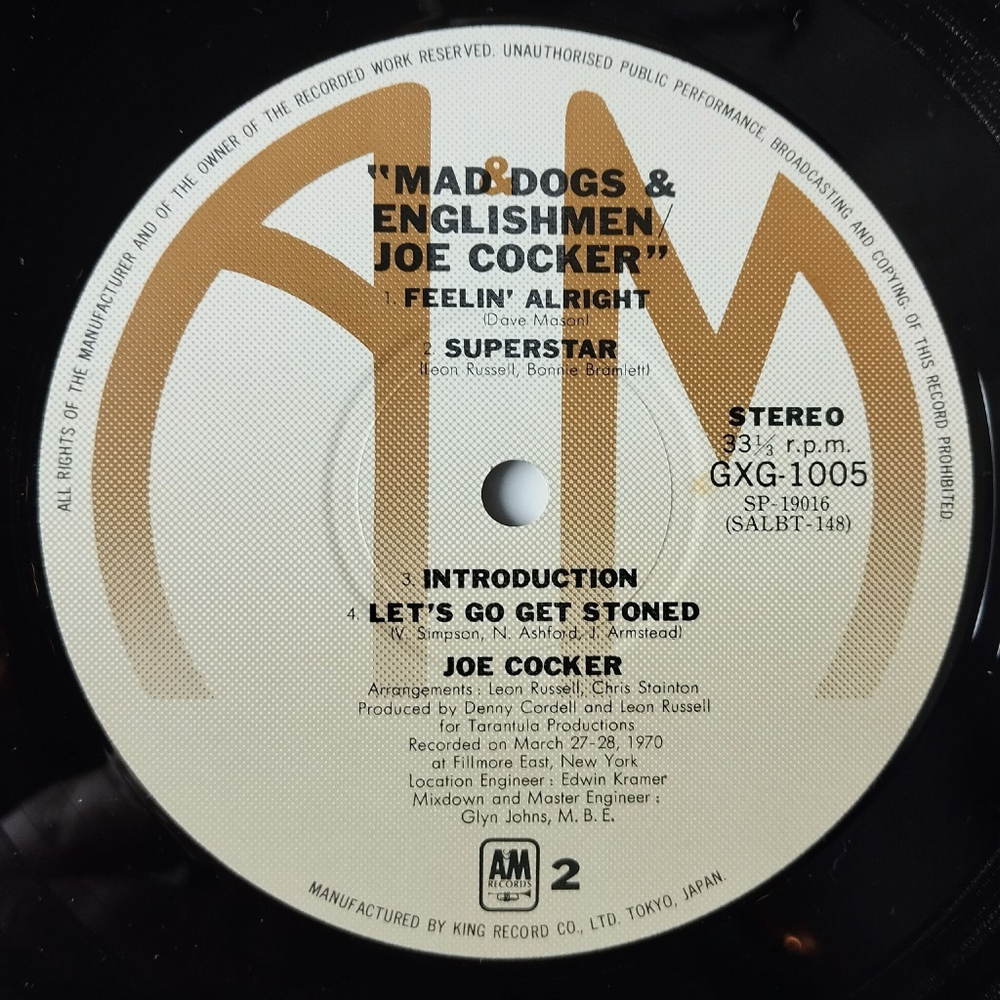 ALL RIGHTS OF THE MANUFACTURER AND OF THE OWNER OF THE RECORDED WORK RESERVED. UNAUTHORISED PUBLIC PERFORMANCE, BROADCASTING AND COPYING OF THIS RECORD PROHIBITED.
&
"MAD DOGS &
ENGLISHMEN/
JOE COCKER"
1. FEELIN' ALRIGHT
(Dave Mason)
2. SUPERSTAR
(Leon Russell, Bonnie Bramlett)
STEREO
33⅓ r.p.m.
GXG-1005
SP-19016
(SALBT-148)
3. INTRODUCTION
4. LET'S GO GET STONED
(V. Simpson, N. Ashford, J. Armstead)
JOE COCKER
Arrangements : Leon Russell, Chris Stainton
Produced by Denny Cordell and Leon Russell
for Tarantula Productions
Recorded on March 27-28, 1970
at Fillmore East, New York
Location Engineer : Edwin Kramer
Mixdown and Master Engineer :
Glyn Johns, M. B. E.
AM
RECORDS
2
MANUFACTURED BY KING RECORD CO., LTD. TOKYO, JAPAN.